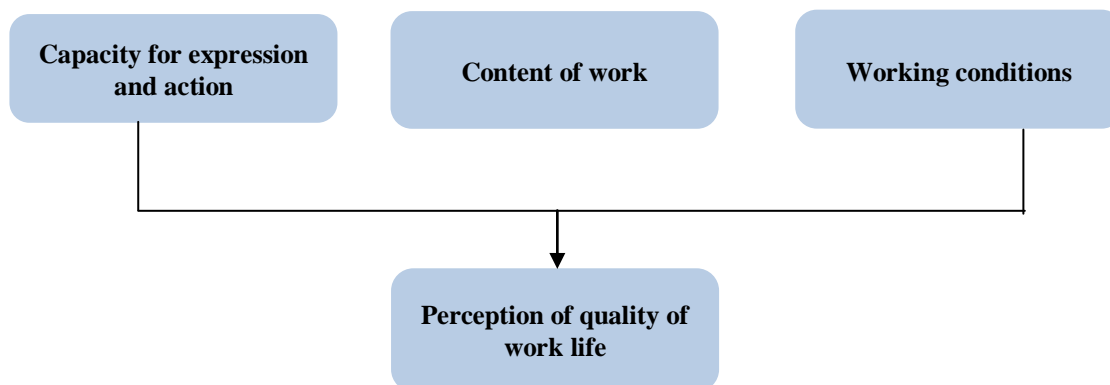 Capacity for expression
and action
Content of work
Working conditions
Perception of quality of
work life